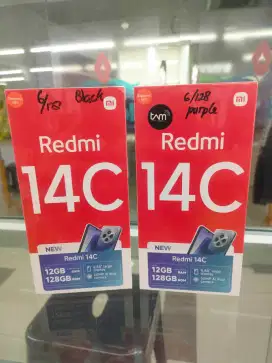 6/128 Black
Redmi
14C
NEW
Redmi 14C
12GB
128GB
6/128
purple
tam
Redmi
14C
NEW
Redmi 14C
12GB
128GB